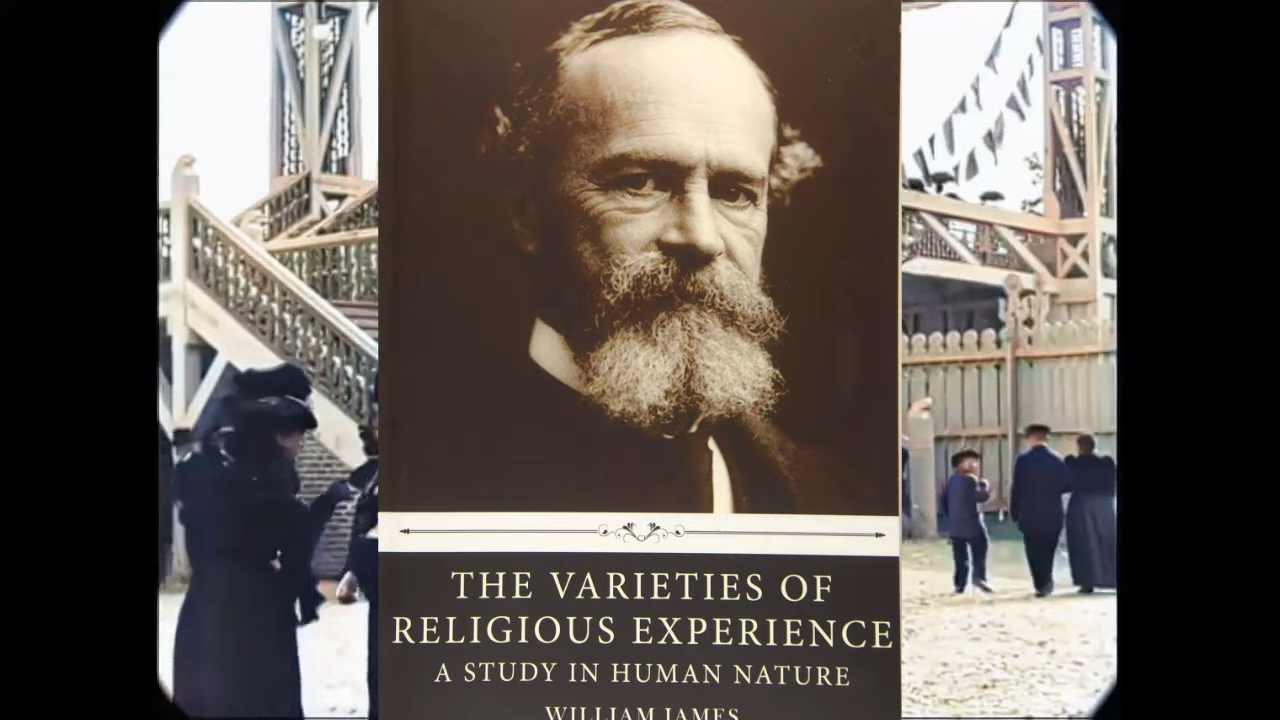 THE VARIETIES OF
RELIGIOUS EXPERIENCE
A STUDY IN HUMAN NATURE
WILLIAM JAMES